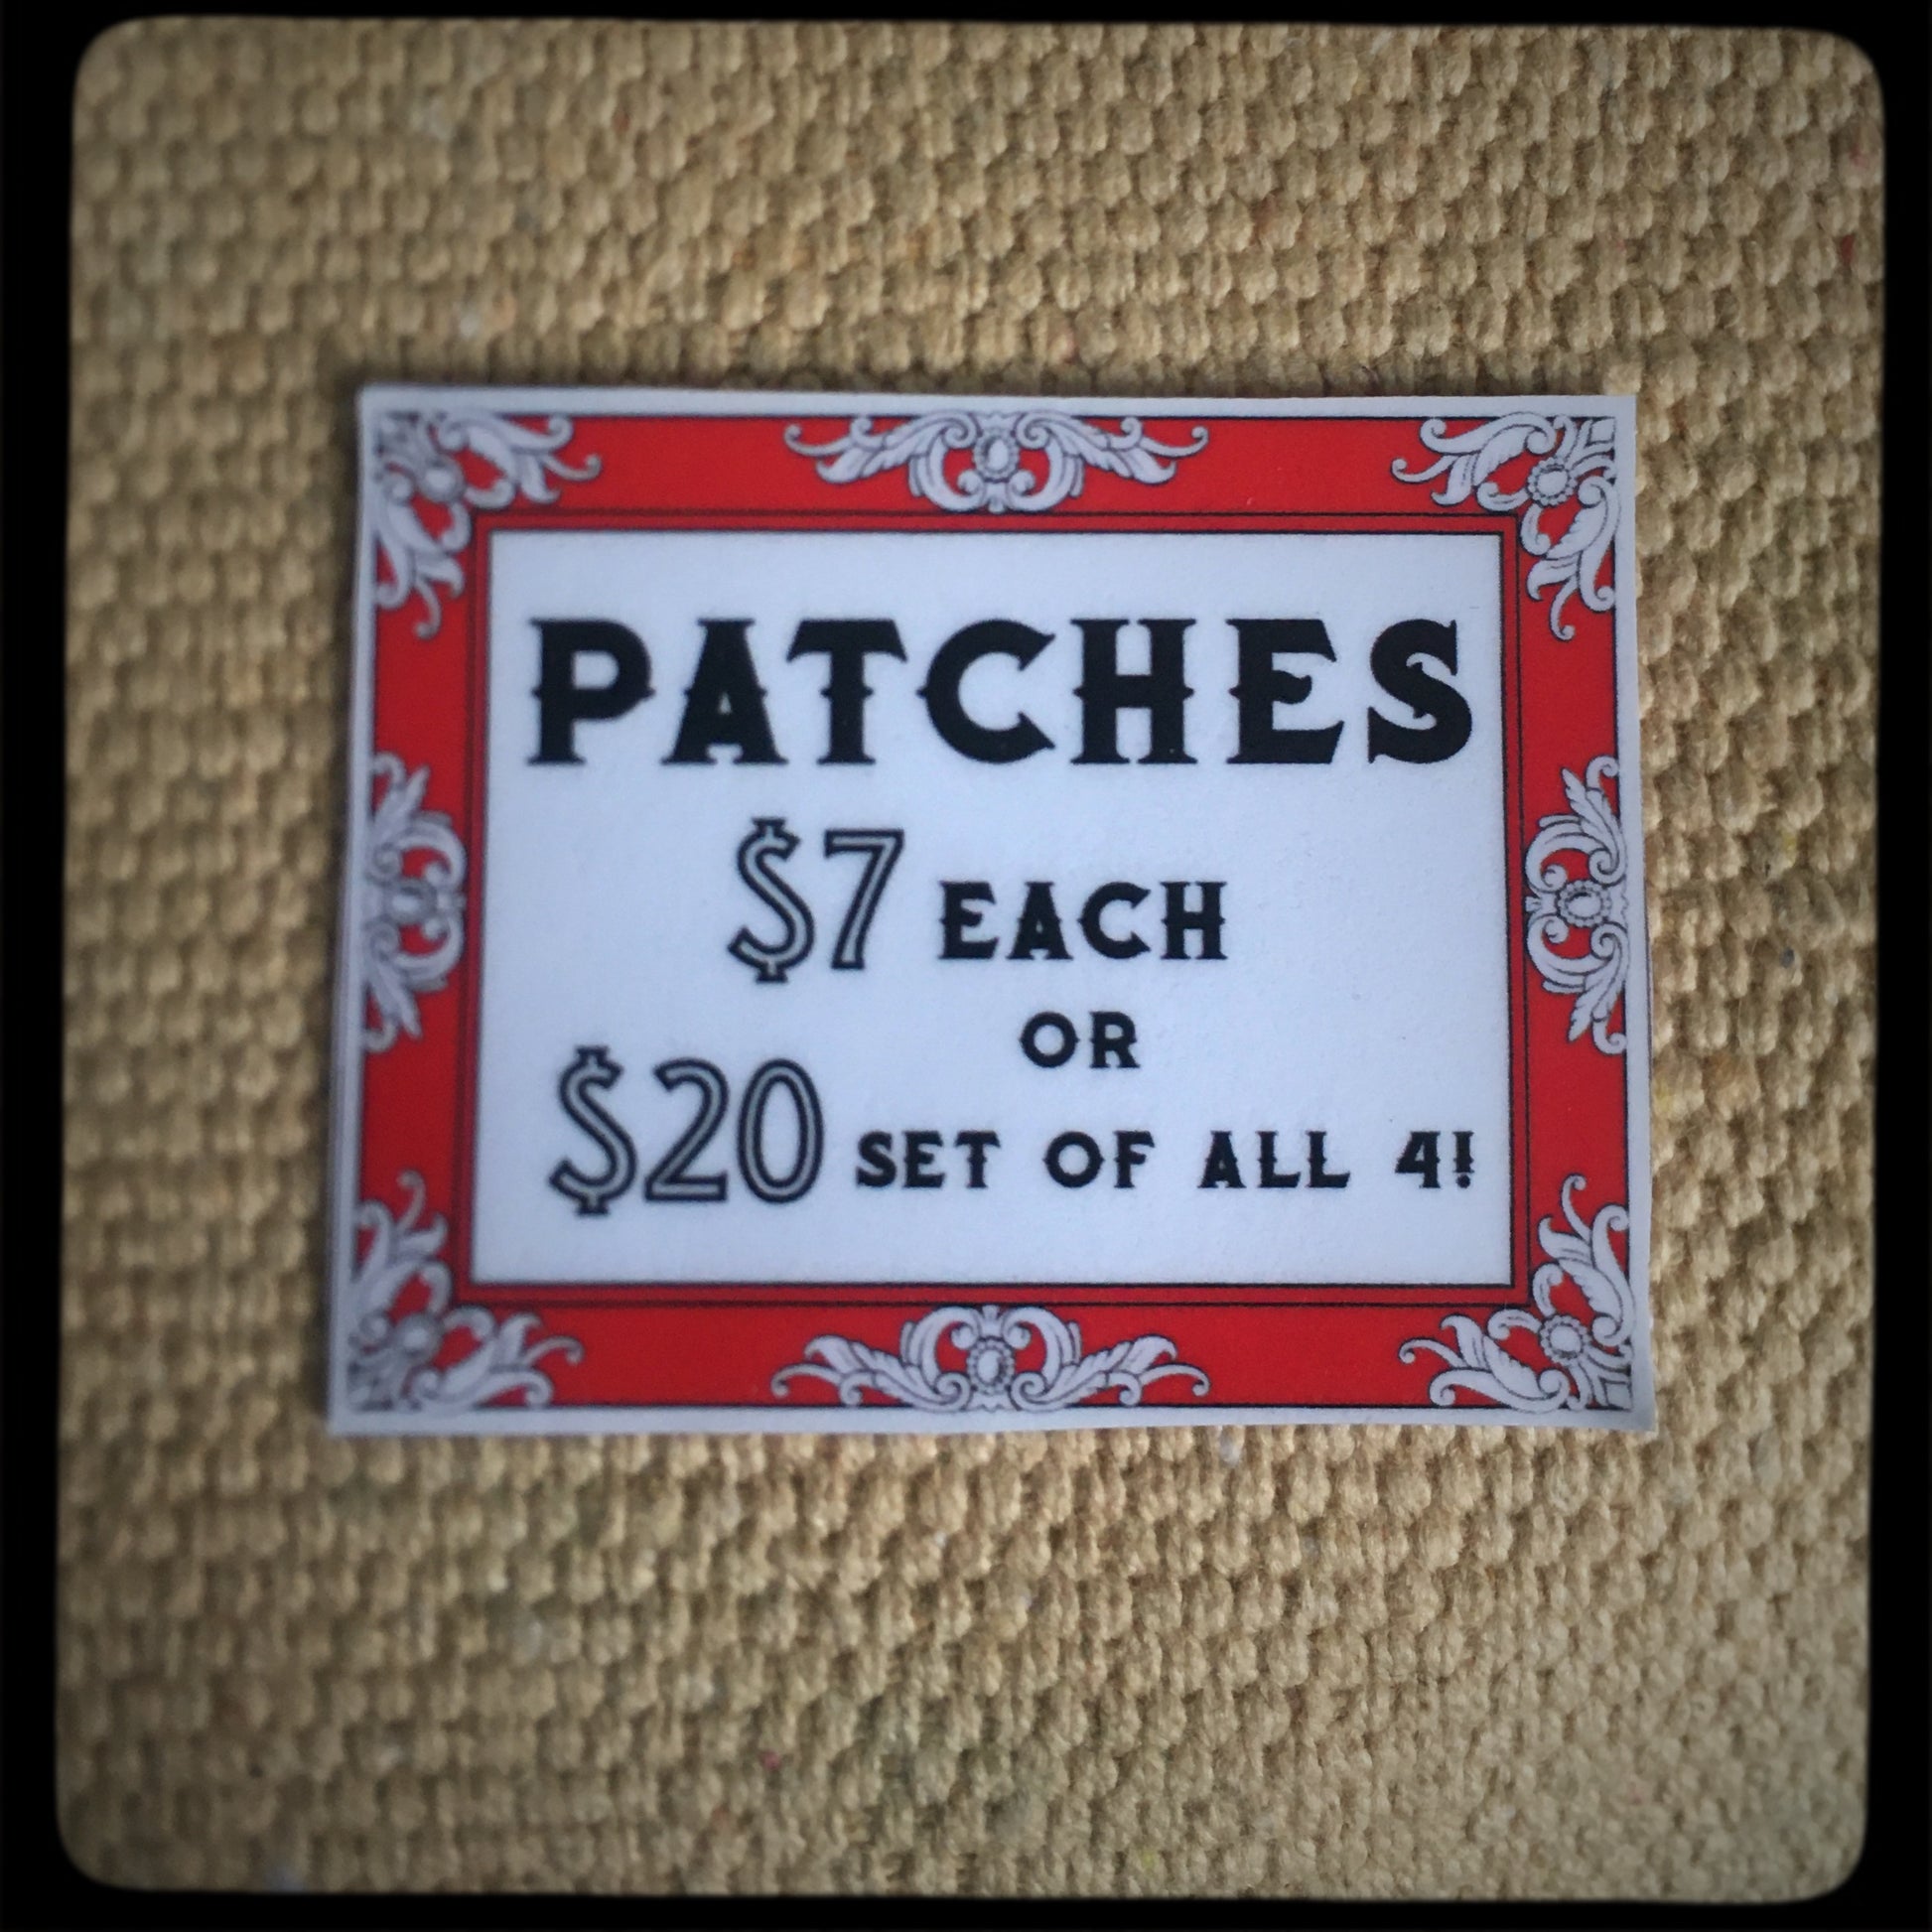 PATCHES
$7 EACH
OR
$20 SET OF ALL 4!